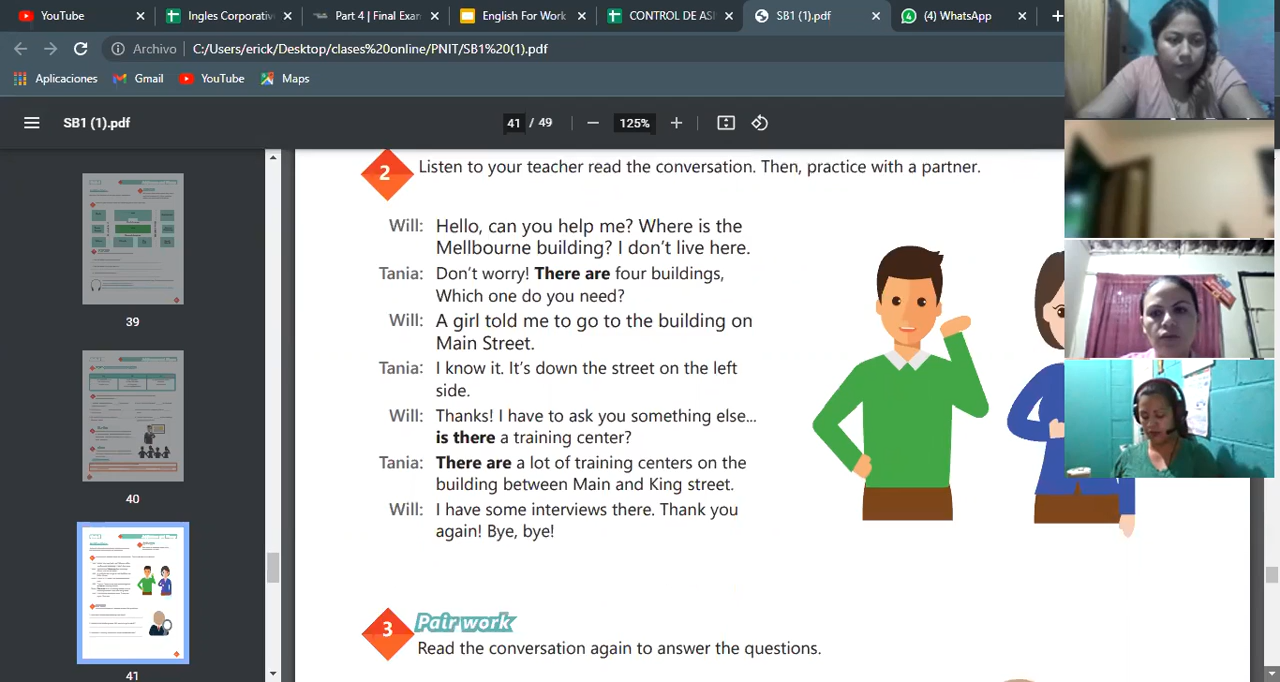 YouTube
Ingles Corporativ
Part 4 | Final Exar
English For Work
CONTROL DE ASI
SB1 (1).pdf
(4) WhatsApp
Archivo
C:/Users/erick/Desktop/clases%20online/PNIT/SB1%20(1).pdf
Aplicaciones
Gmail
YouTube
Maps
SB1 (1).pdf
41 / 49
125%
39
40
41
2
Listen to your teacher read the conversation. Then, practice with a partner.
Will: Hello, can you help me? Where is the
Mellbourne building? I don't live here.
Tania: Don't worry! There are four buildings,
Which one do you need?
Will: A girl told me to go to the building on
Main Street.
Tania: I know it. It's down the street on the left
side.
Will: Thanks! I have to ask you something else...
is there a training center?
Tania: There are a lot of training centers on the
building between Main and King street.
Will: I have some interviews there. Thank you
again! Bye, bye!
3
Pair work
Read the conversation again to answer the questions.